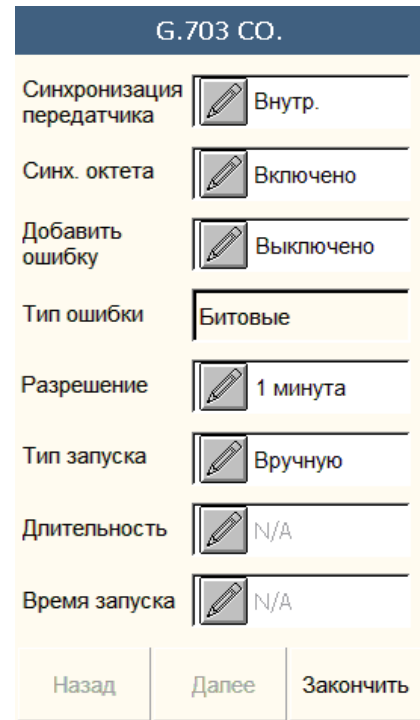 G.703 CO.
Синхронизация
передатчика
Внутр.
Синх. октета
Включено
Добавить
ошибку
Выключено
Тип ошибки
Битовые
Разрешение
1 минута
Тип запуска
Вручную
Длительность
N/A
Время запуска
N/A
Назад
Далее
Закончить